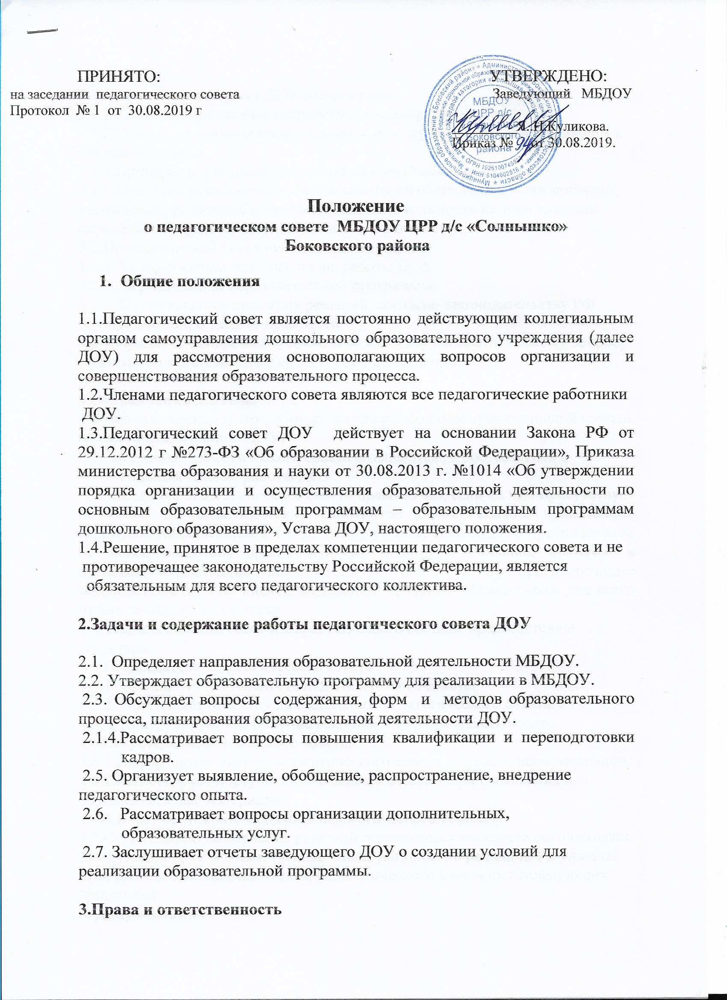 ПРИНЯТО:
на заседании педагогического совета
Протокол № 1 от 30.08.2019 г
УТВЕРЖДЕНО:
Заведующий МБДОУ
Н.Куликова.
Приказ № 94 от 30.08.2019.
МБДОУ
ЦРР д/с
«Солнышко»
Боковского
района
ОГРН 1026100745923
ИНН 6104002516
Положение
о педагогическом совете МБДОУ ЦРР д/с «Солнышко»
Боковского района
1. Общие положения
1.1.Педагогический совет является постоянно действующим коллегиальным
органом самоуправления дошкольного образовательного учреждения (далее
ДОУ) для рассмотрения основополагающих вопросов организации и
совершенствования образовательного процесса.
1.2.Членами педагогического совета являются все педагогические работники
ДОУ.
1.3.Педагогический совет ДОУ действует на основании Закона РФ от
29.12.2012 г №273-ФЗ «Об образовании в Российской Федерации», Приказа
министерства образования и науки от 30.08.2013 г. №1014 «Об утверждении
порядка организации и осуществления образовательной деятельности по
основным образовательным программам – образовательным программам
дошкольного образования», Устава ДОУ, настоящего положения.
1.4.Решение, принятое в пределах компетенции педагогического совета и не
противоречащее законодательству Российской Федерации, является
обязательным для всего педагогического коллектива.
2.Задачи и содержание работы педагогического совета ДОУ
2.1. Определяет направления образовательной деятельности МБДОУ.
2.2. Утверждает образовательную программу для реализации в МБДОУ.
2.3. Обсуждает вопросы содержания, форм и методов образовательного
процесса, планирования образовательной деятельности ДОУ.
2.1.4.Рассматривает вопросы повышения квалификации и переподготовки
кадров.
2.5. Организует выявление, обобщение, распространение, внедрение
педагогического опыта.
2.6. Рассматривает вопросы организации дополнительных,
образовательных услуг.
2.7. Заслушивает отчеты заведующего ДОУ о создании условий для
реализации образовательной программы.
3.Права и ответственность